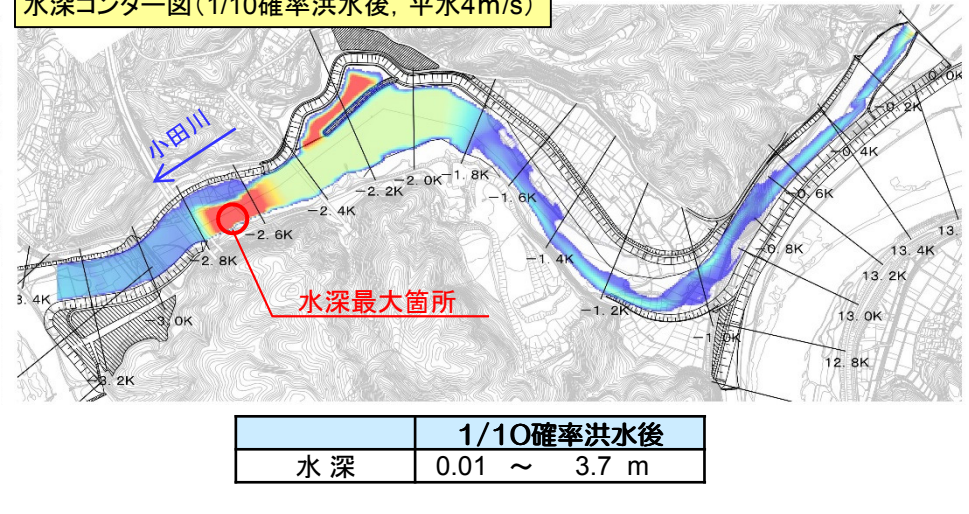 水深コンター図(1/10確率洪水後, 平水4m/s)
小田川
0.0K
-0.2K
-0.4K
-0.6K
-0.8K
-1.0K
-1.2K
-1.4K
-1.6K
-1.8K
-2.0K
-2.2K
-2.4K
-2.6K
-2.8K
-3.0K
-3.2K
3.4K
13.
13.4K
13.2K
13.0K
12.8K
水深最大箇所
1/10確率洪水後
水 深 0.01 ～ 3.7 m